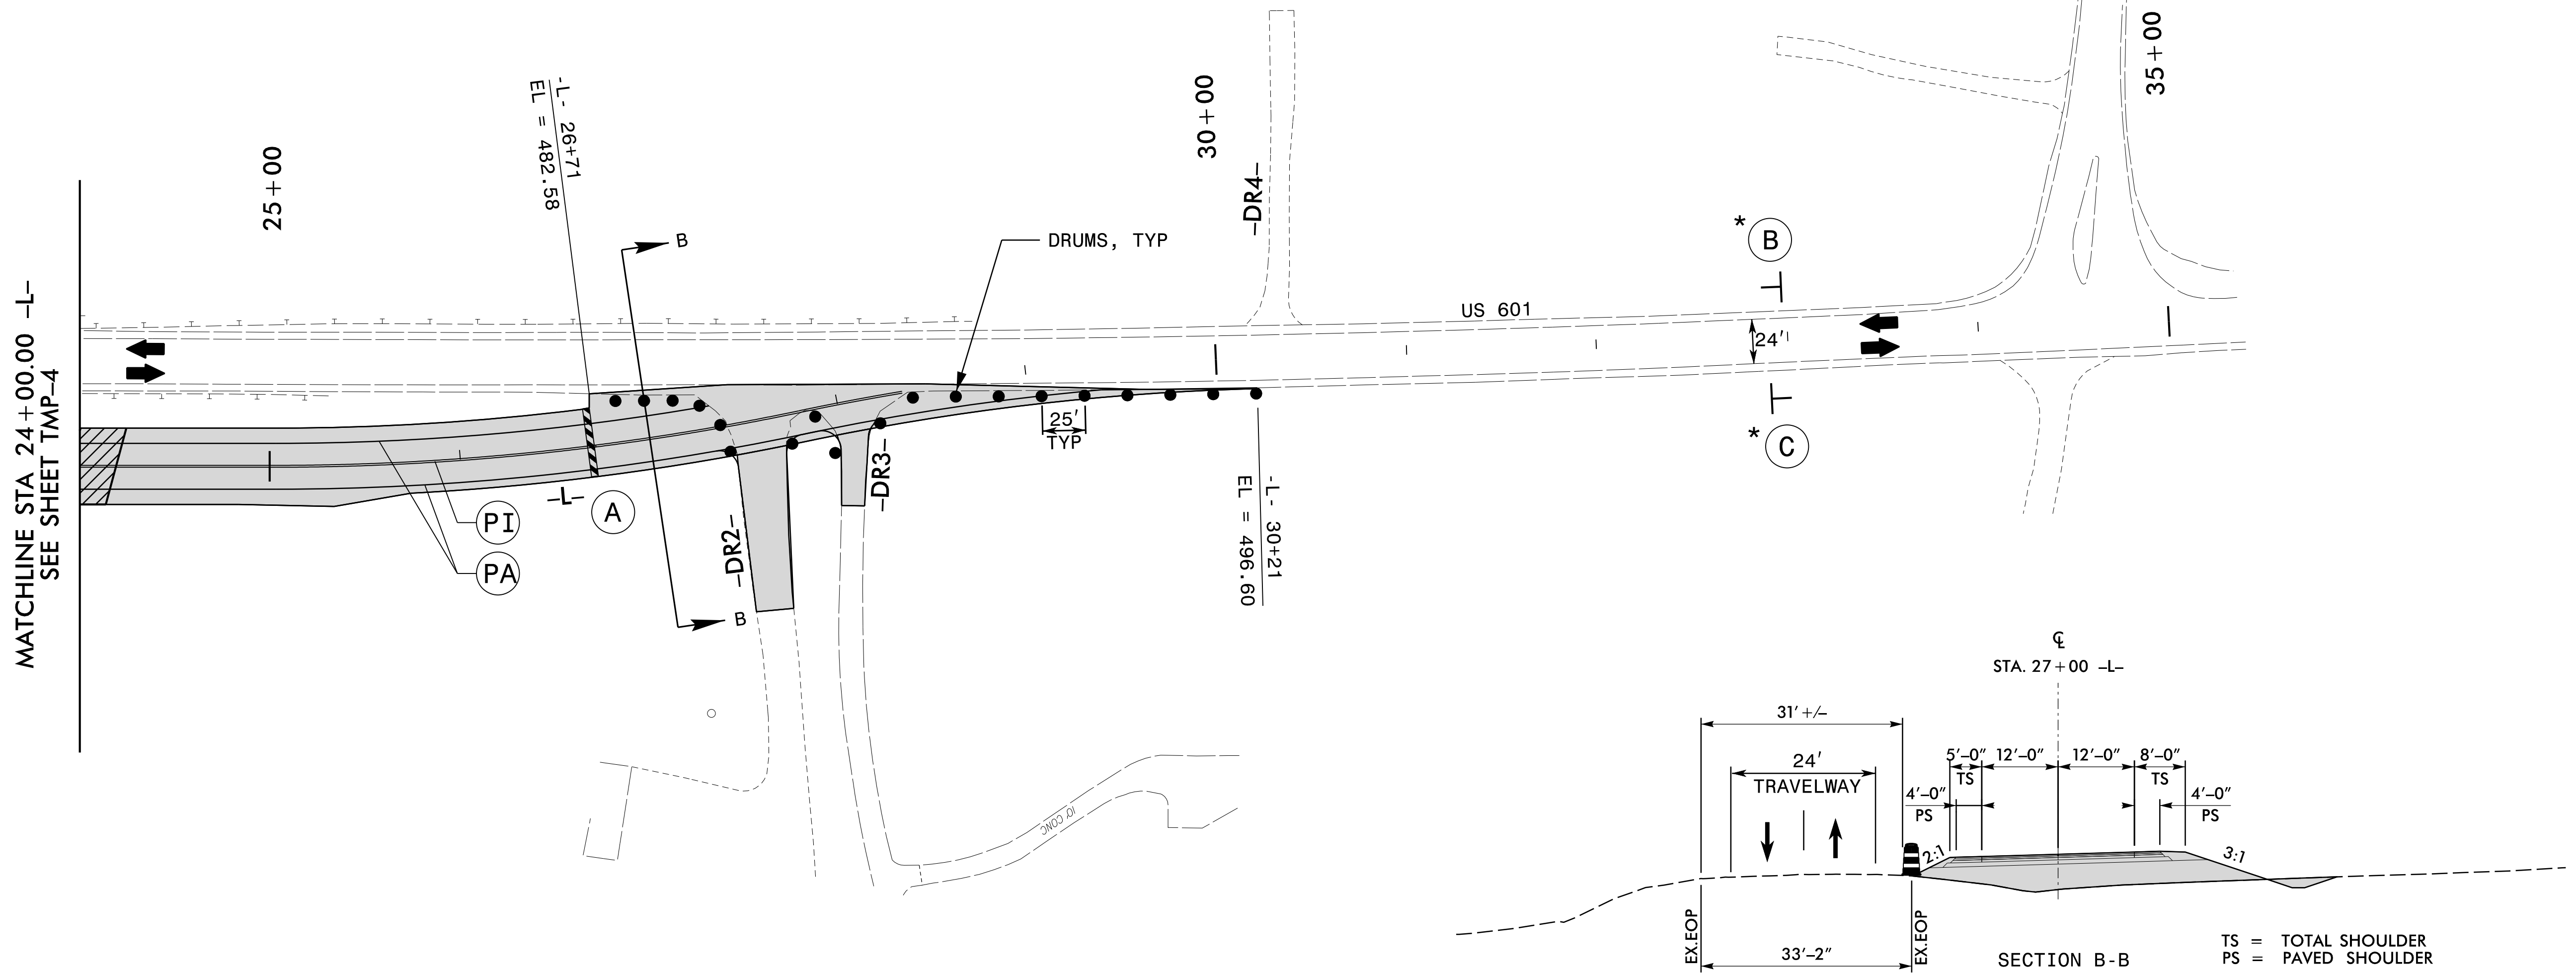 MATCHLINE STA 24+00.00 –L–
SEE SHEET TMP–4
25+00
-L- 26+71
EL = 482.58
B
DRUMS, TYP
30+00
–DR4–
US 601
* B
24'
* C
35+00
25'
TYP
–DR3–
–L–
A
PI
PA
–DR2–
B
-L- 30+21
EL = 496.60
10' CONC
℄
STA. 27+00 –L–
31'+/–
24'
TRAVELWAY
5'–0" 12'–0" 12'–0" 8'–0"
TS TS
4'–0" 4'–0"
PS PS
2:1 3:1
EX.EOP EX.EOP
33'–2"
SECTION B-B
TS = TOTAL SHOULDER
PS = PAVED SHOULDER